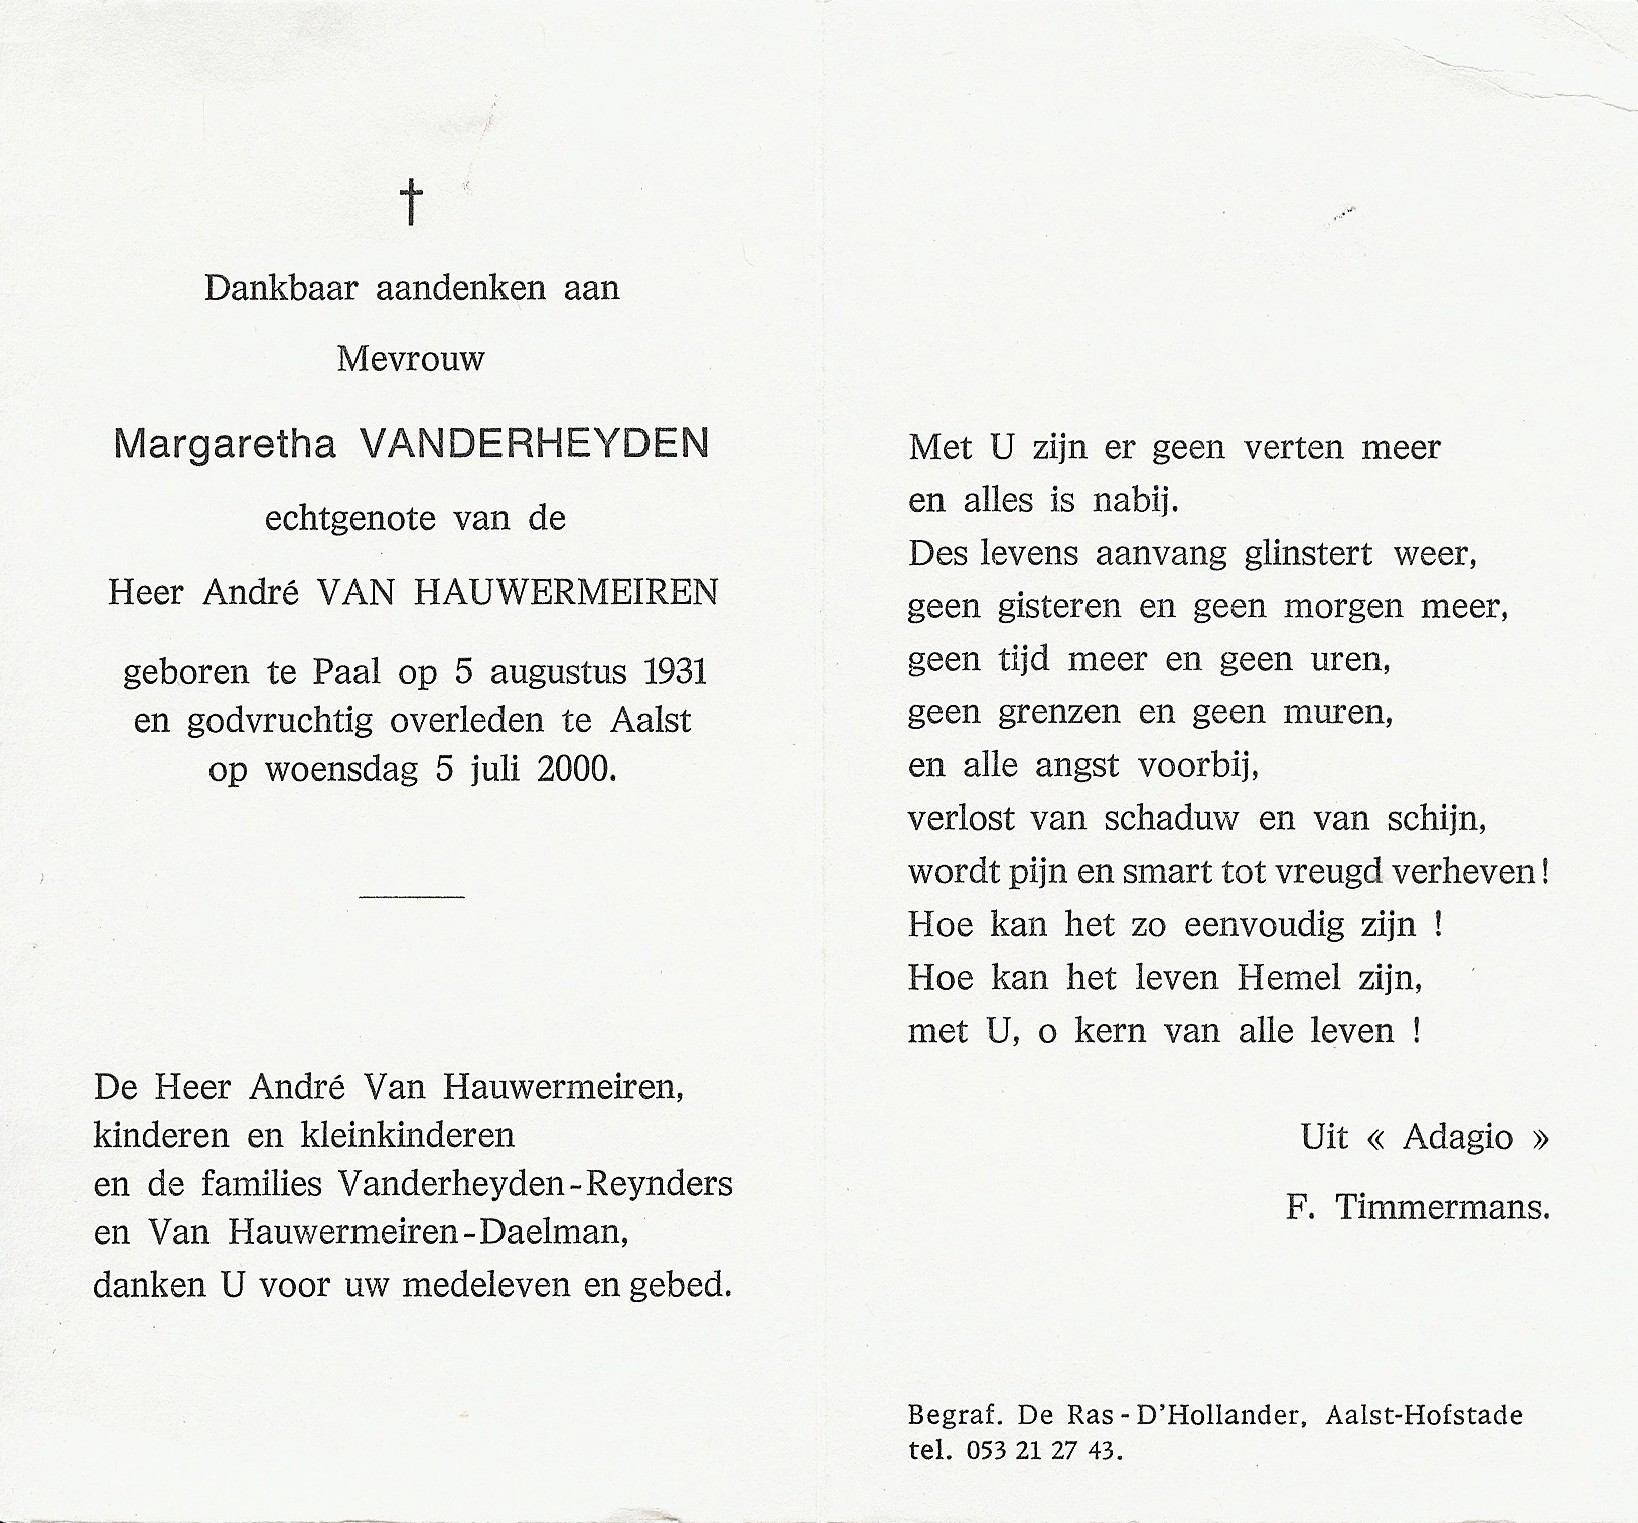 †
Dankbaar aandenken aan
Mevrouw
Margaretha VANDERHEYDEN
echtgenote van de
Heer André VAN HAUWERMEIREN
geboren te Paal op 5 augustus 1931
en godvruchtig overleden te Aalst
op woensdag 5 juli 2000.
De Heer André Van Hauwermeiren,
kinderen en kleinkinderen
en de families Vanderheyden-Reynders
en Van Hauwermeiren-Daelman,
danken U voor uw medeleven en gebed.
Met U zijn er geen verten meer
en alles is nabij.
Des levens aanvang glinstert weer,
geen gisteren en geen morgen meer,
geen tijd meer en geen uren,
geen grenzen en geen muren,
en alle angst voorbij,
verlost van schaduw en van schijn,
wordt pijn en smart tot vreugd verheven!
Hoe kan het zo eenvoudig zijn !
Hoe kan het leven Hemel zijn,
met U, o kern van alle leven !
Uit « Adagio »
F. Timmermans.
Begraf. De Ras - D'Hollander, Aalst-Hofstade
tel. 053 21 27 43.